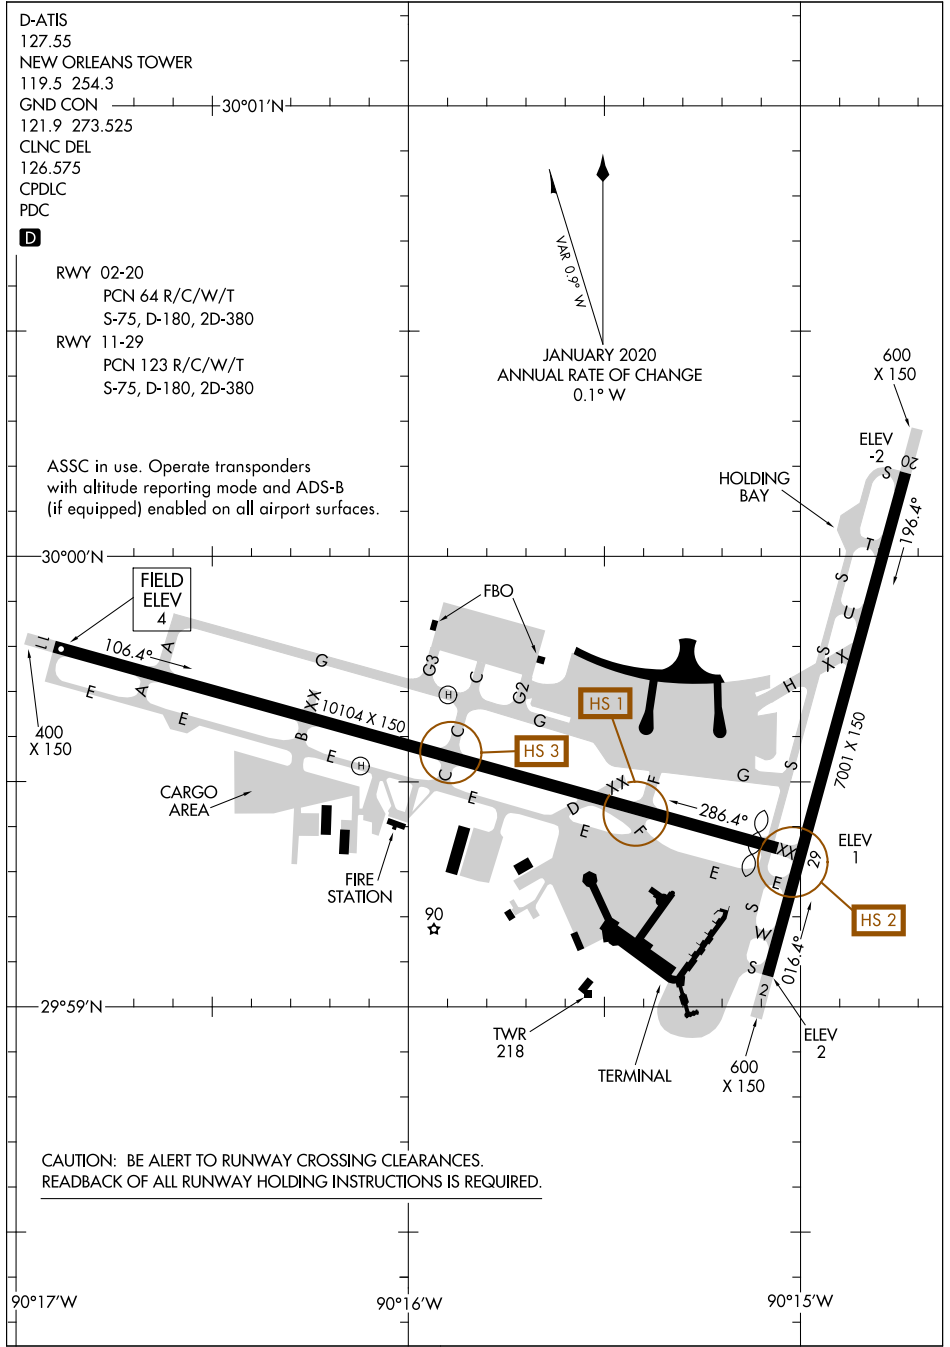 D-ATIS
127.55
NEW ORLEANS TOWER
119.5 254.3
GND CON
121.9 273.525
CLNC DEL
126.575
CPDLC
PDC
D
30°01'N
RWY 02-20
PCN 64 R/C/W/T
S-75, D-180, 2D-380
RWY 11-29
PCN 123 R/C/W/T
S-75, D-180, 2D-380
VAR 0.9° W
JANUARY 2020
ANNUAL RATE OF CHANGE
0.1° W
600
X 150
ELEV
-2
20
S
HOLDING
BAY
196.4°
T
ASSC in use. Operate transponders
with altitude reporting mode and ADS-B
(if equipped) enabled on all airport surfaces.
30°00'N
FIELD
ELEV
4
FBO
S
U
11
106.4°
A
G
G3
C
G2
S
XX
H
400
X 150
E
A
E
XX
10104 X 150
H
G
HS 1
B
E
H
C
C
HS 3
7001 X 150
S
G
F
XX
CARGO
AREA
E
D
E
F
286.4°
ELEV
1
XX
29
E
E
FIRE
STATION
90
HS 2
S
W
S
016.4°
2
29°59'N
TWR
218
TERMINAL
ELEV
2
600
X 150
CAUTION: BE ALERT TO RUNWAY CROSSING CLEARANCES.
READBACK OF ALL RUNWAY HOLDING INSTRUCTIONS IS REQUIRED.
90°17'W
90°16'W
90°15'W